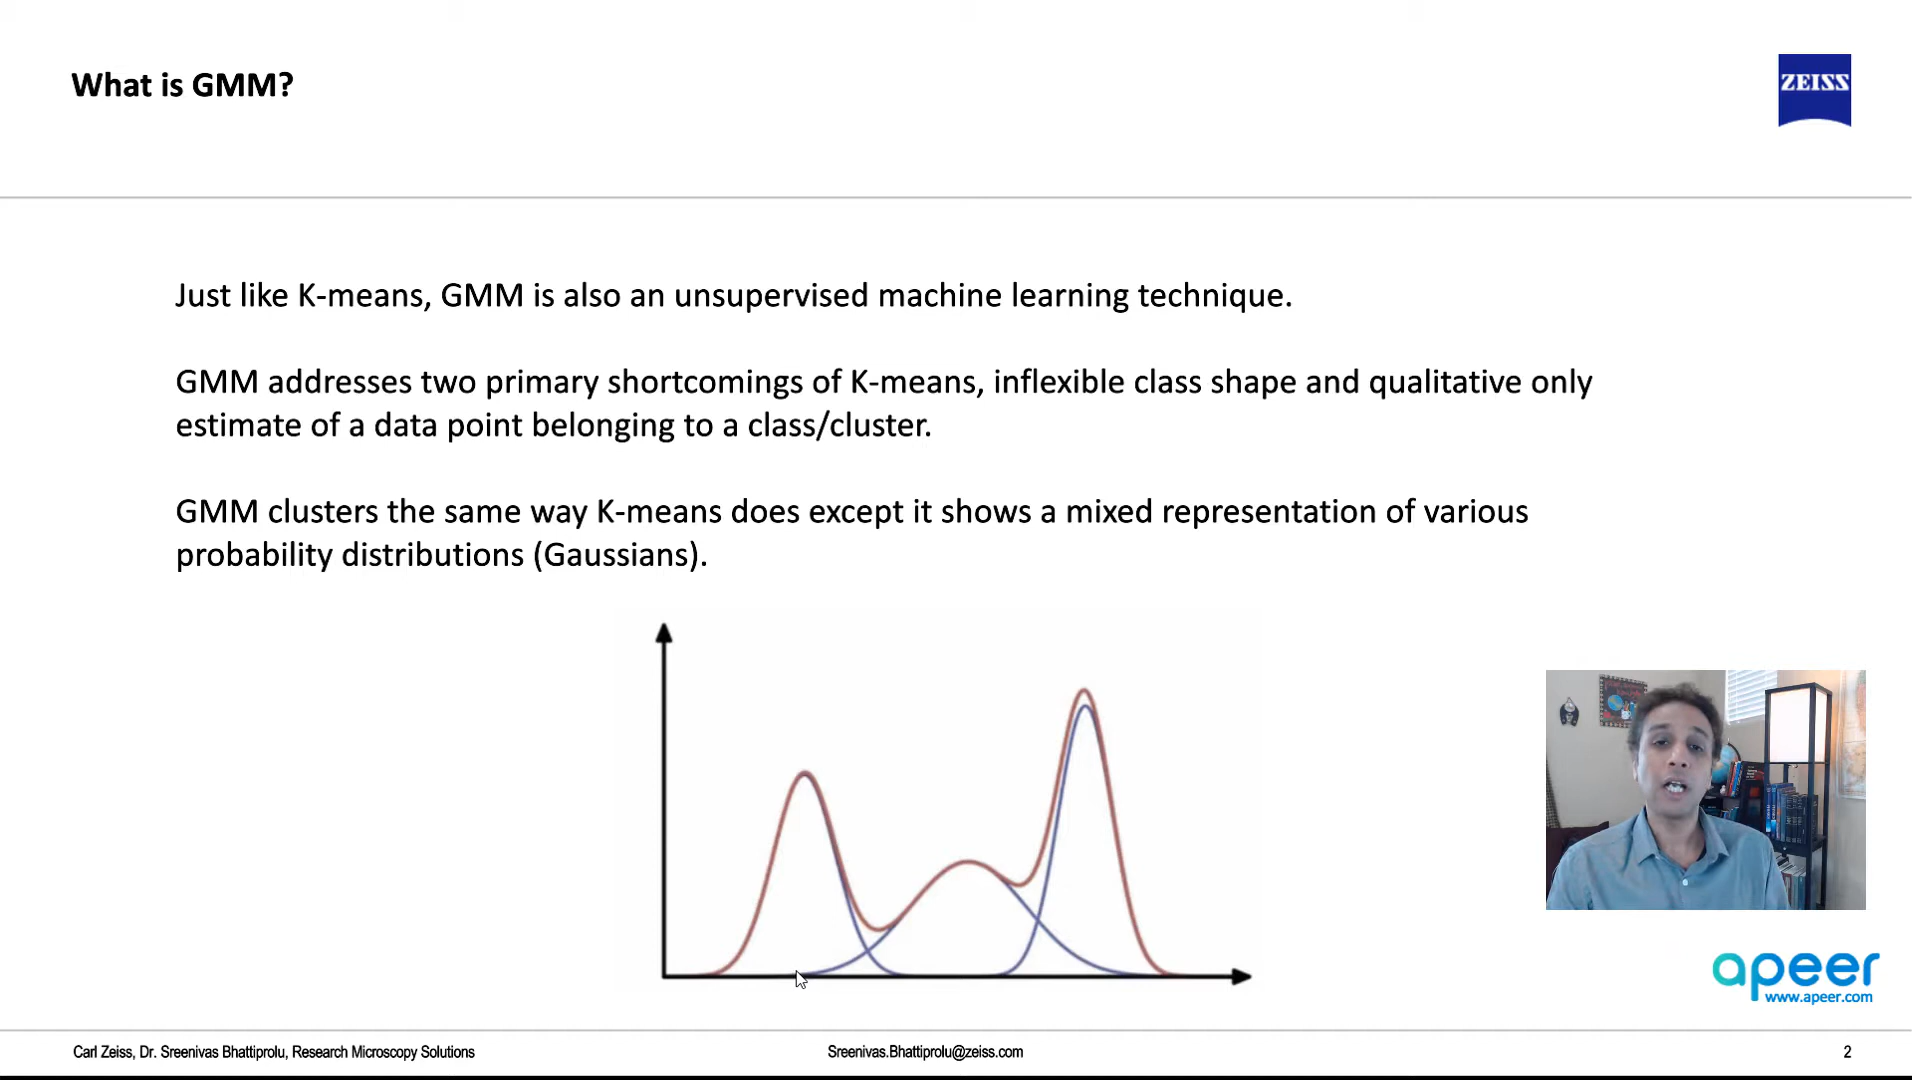 What is GMM?
ZEISS
Just like K-means, GMM is also an unsupervised machine learning technique.
GMM addresses two primary shortcomings of K-means, inflexible class shape and qualitative only
estimate of a data point belonging to a class/cluster.
GMM clusters the same way K-means does except it shows a mixed representation of various
probability distributions (Gaussians).
apeer
www.apeer.com
Carl Zeiss, Dr. Sreenivas Bhattiprolu, Research Microscopy Solutions
Sreenivas.Bhattiprolu@zeiss.com
2